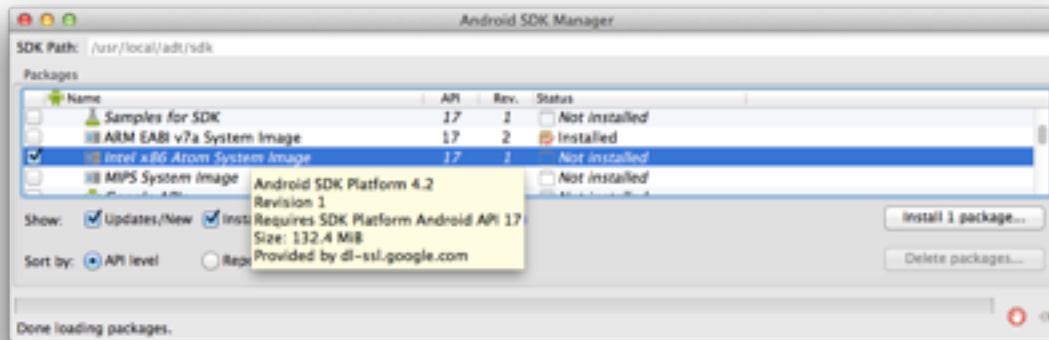 Android SDK Manager
SDK Path: /usr/local/adt/sdk
Packages
Name API Rev. Status
Samples for SDK 17 1 Not installed
ARM EABI v7a System Image 17 2 Installed
Intel x86 Atom System Image 17 1 Not installed
MIPS System Image Not installed
Android SDK Platform 4.2
Revision 1
Requires SDK Platform Android API 17
Size: 132.4 MiB
Provided by dl-ssl.google.com
Show: Updates/New Insta Install 1 package...
Sort by: API level Repo Delete packages...
Done loading packages.